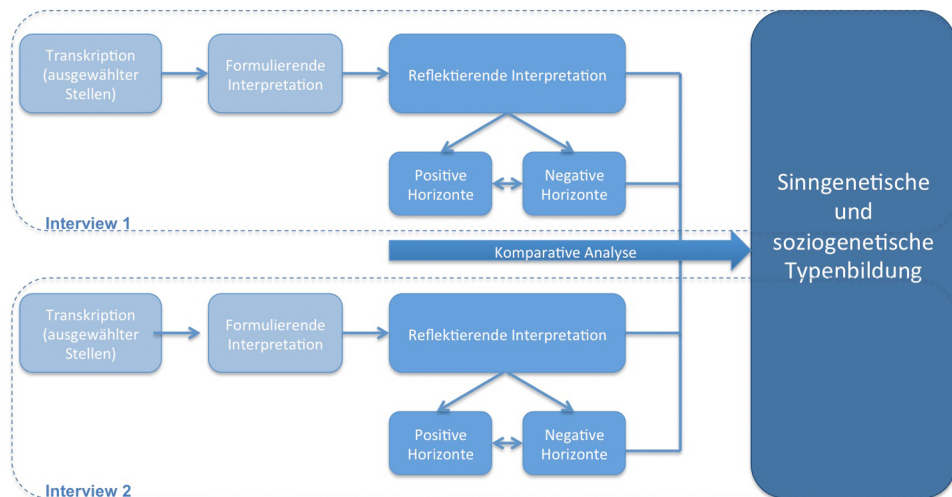 Transkription
(ausgewählter
Stellen)
Formulierende
Interpretation
Reflektierende Interpretation
Positive
Horizonte
Negative
Horizonte
Interview 1
Komparative Analyse
Sinngenetische
und
soziogenetische
Typenbildung
Transkription
(ausgewählter
Stellen)
Formulierende
Interpretation
Reflektierende Interpretation
Positive
Horizonte
Negative
Horizonte
Interview 2